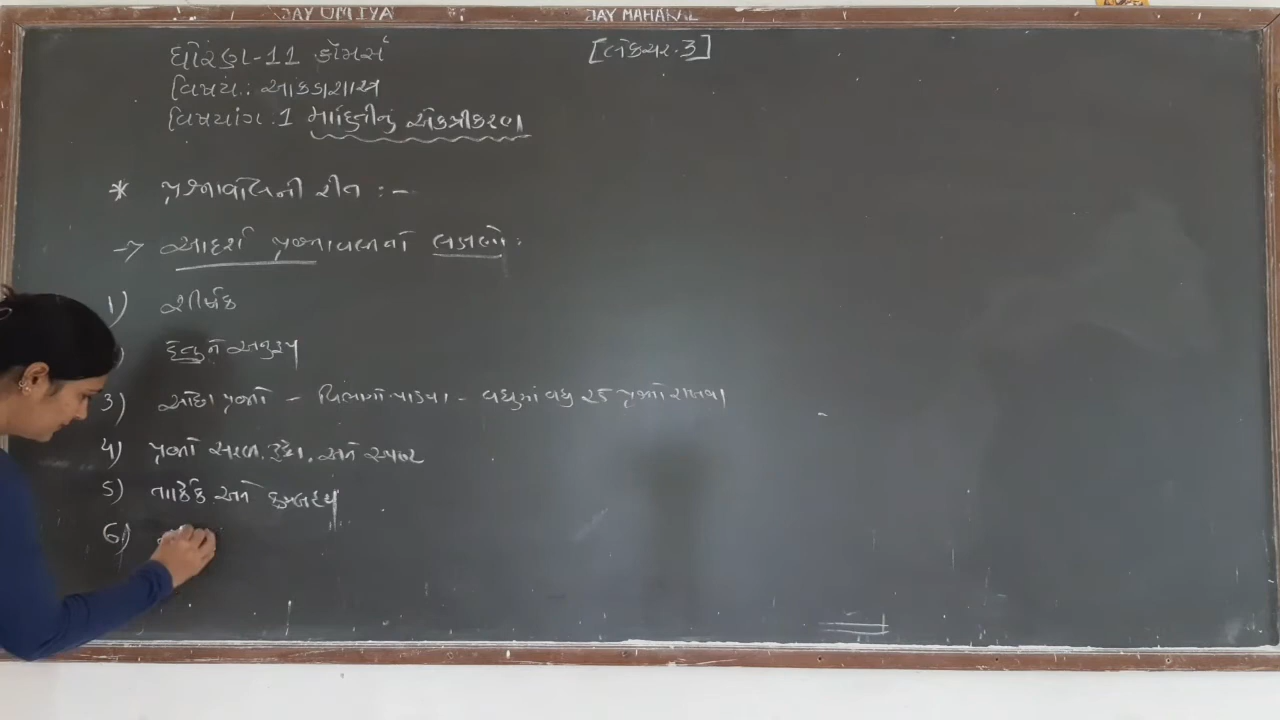 JAY UMIYA JAY MAHAKAL
ધોરણ-11 કોમર્સ [લેકચર.3]
વિષય: આંકડાશાસ્ત્ર
વિષયાંગ.1 માહિતીનું એકત્રીકરણ
* પ્રશ્નાવલિની રીત :-
→ આદર્શ પ્રશ્નાવલિનાં લક્ષણો:
1) શીર્ષક
હેતુને અનુરૂપ
3) ઓછા પ્રશ્નો - વિભાગો પાડવા - વધુમાં વધુ 25 પ્રશ્નો રાખવા
4) પ્રશ્નો સરળ, ટૂંકા, અને સ્પષ્ટ
5) તાર્કિક અને ક્રમબદ્ધ
6)